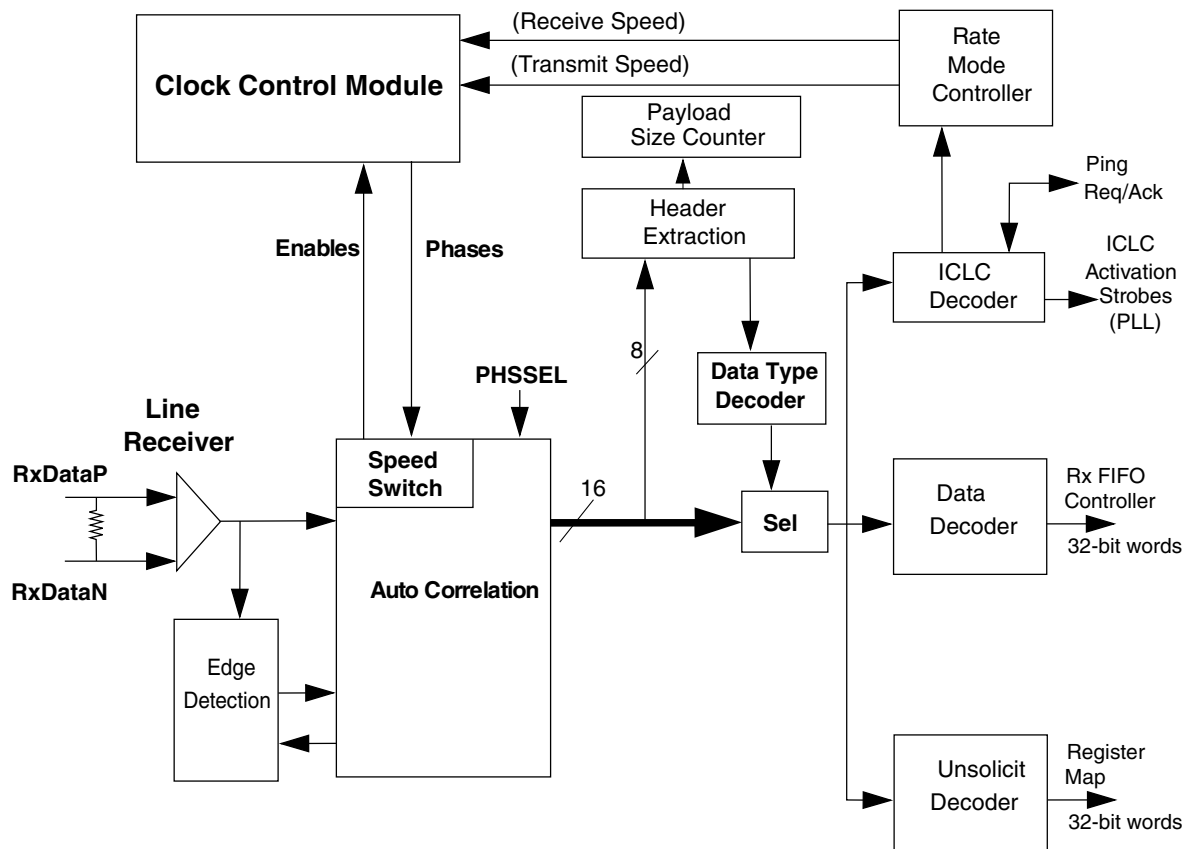 (Receive Speed)
(Transmit Speed)
Clock Control Module
Rate
Mode
Controller
Payload
Size Counter
Ping
Req/Ack
Header
Extraction
Enables
Phases
ICLC
Decoder
ICLC
Activation
Strobes
(PLL)
8
PHSSEL
Data Type
Decoder
Line
Receiver
RxDataP
RxDataN
Speed
Switch
16
Sel
Data
Decoder
Rx FIFO
Controller
32-bit words
Auto Correlation
Edge
Detection
Unsolicit
Decoder
Register
Map
32-bit words